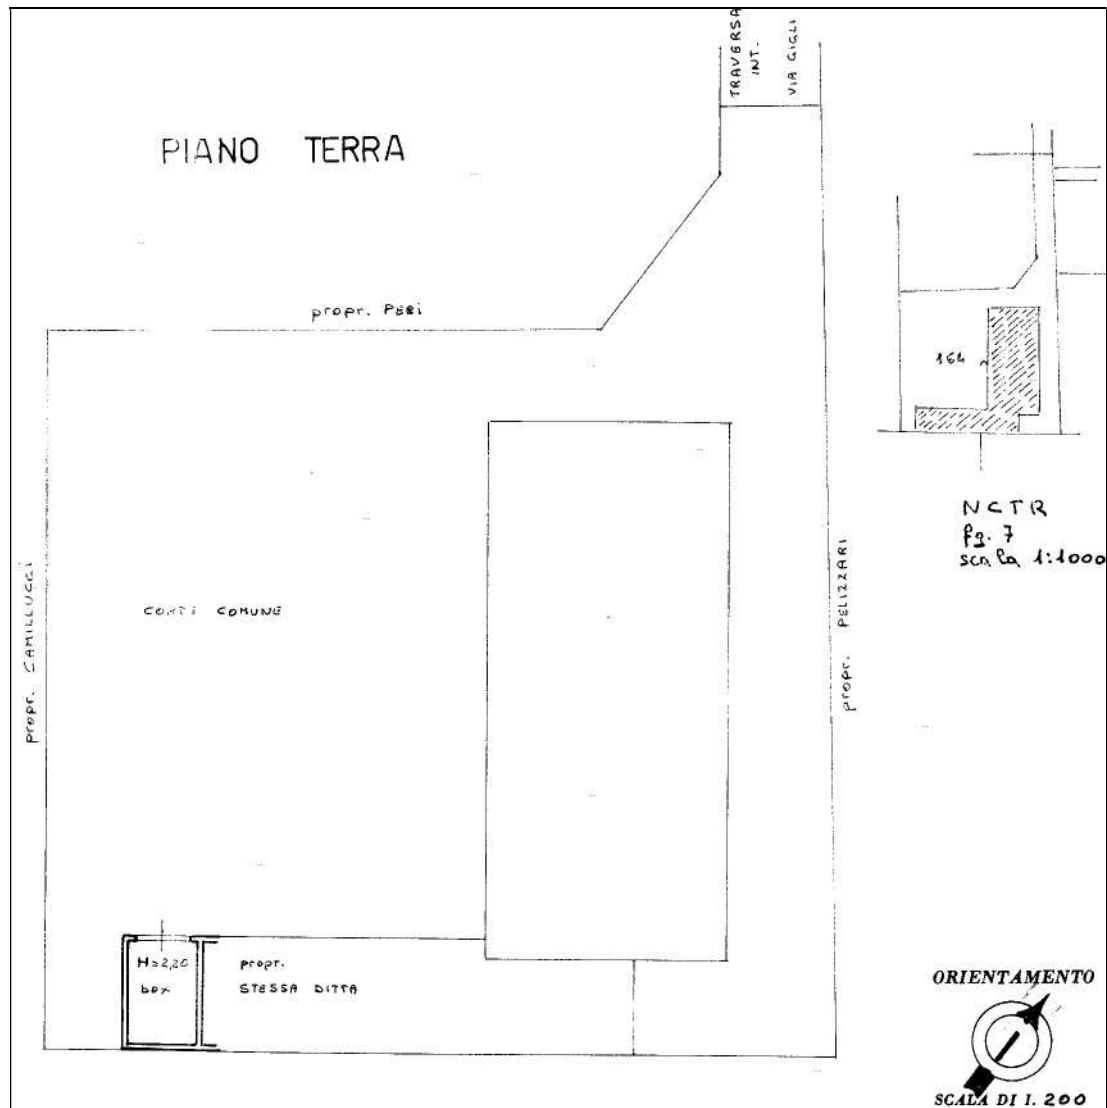 TRAVERSA
INT.
VIA GIGLI
PIANO TERRA
propr. PERI
164
NCTR
fg. 7
scala 1:1000
propr. CAMILLUCCI
CORTE COMUNE
propr. PELIZZARI
H=2,20
box
propr.
STESSA DITTA
ORIENTAMENTO
SCALA DI 1. 200